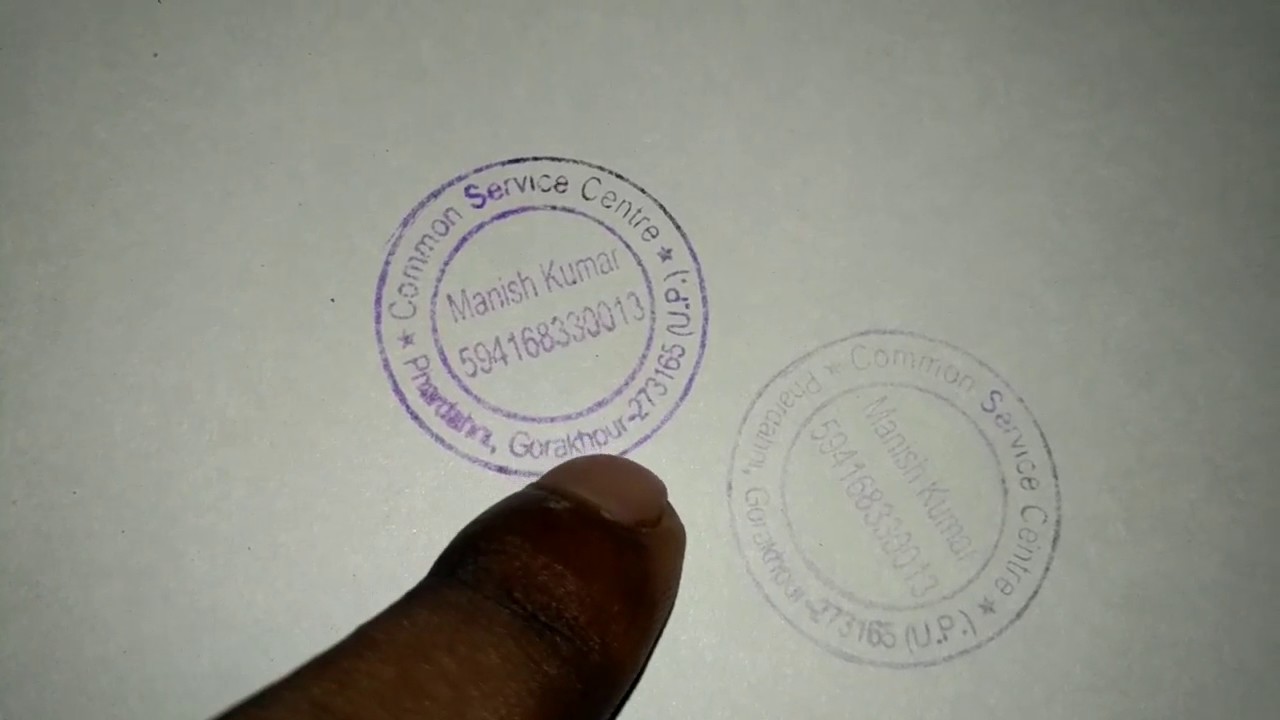 ★ Common Service Centre ★
Manish Kumar
594168330013
Gorakhpur-273165 (U.P.)
★ Common Service Centre ★
Manish Kumar
594168330013
Gorakhpur-273165 (U.P.)